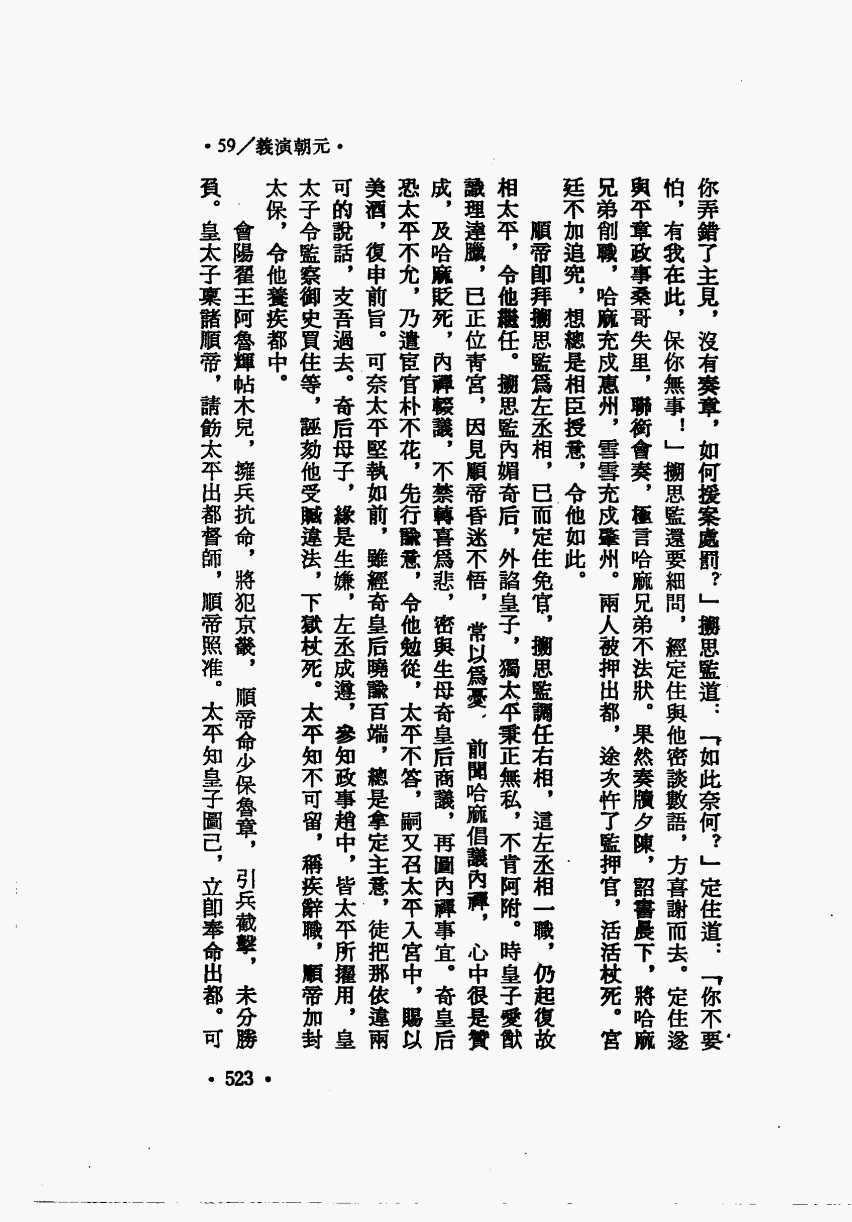 ・59／義演朝元・
你弄錯了主見，沒有奏章，如何援案處罰？」搠思監道：「如此奈何？」定住道：「你不要
怕，有我在此，保你無事！」搠思監還要細問，經定住與他密談數語，方喜謝而去。定住遂
與平章政事桑哥失里，聯銜會奏，極言哈麻兄弟不法狀。果然奏牘夕陳，詔書晨下，將哈麻
兄弟削職，哈麻充戍惠州，雪雪充戍肇州。兩人被押出都，途次忤了監押官，活活杖死。宮
廷不加追究，想總是相臣授意，令他如此。
順帝卽拜搠思監爲左丞相，已而定住免官，搠思監調任右相，這左丞相一職，仍起復故
相太平，令他繼任。搠思監內媚奇后，外諂皇子，獨太平秉正無私，不肯阿附。時皇子愛猷
識理達臘，已正位靑宮，因見順帝昏迷不悟，常以爲憂、前聞哈麻倡議內禪，心中很是贊
成，及哈麻貶死，內禪輟議，不禁轉喜爲悲，密與生母奇皇后商議，再圖內禪事宜。奇皇后
恐太平不允，乃遣宦官朴不花，先行諭意，令他勉從，太平不答，嗣又召太平入宮中，賜以
美酒，復申前旨。可奈太平堅執如前，雖經奇皇后曉諭百端，總是拿定主意，徒把那依違兩
可的說話，支吾過去。奇后母子，緣是生嫌，左丞成遵，參知政事趙中，皆太平所擢用，皇
太子令監察御史買住等，誣劾他受贓違法，下獄杖死。太平知不可留，稱疾辭職，順帝加封
太保，令他養疾都中。
會陽翟王阿魯輝帖木兒，擁兵抗命，將犯京畿，順帝命少保魯章，引兵截擊，未分勝
負。皇太子稟諸順帝，請飭太平出都督師，順帝照准。太平知皇子圖己，立卽奉命出都。可
・523・